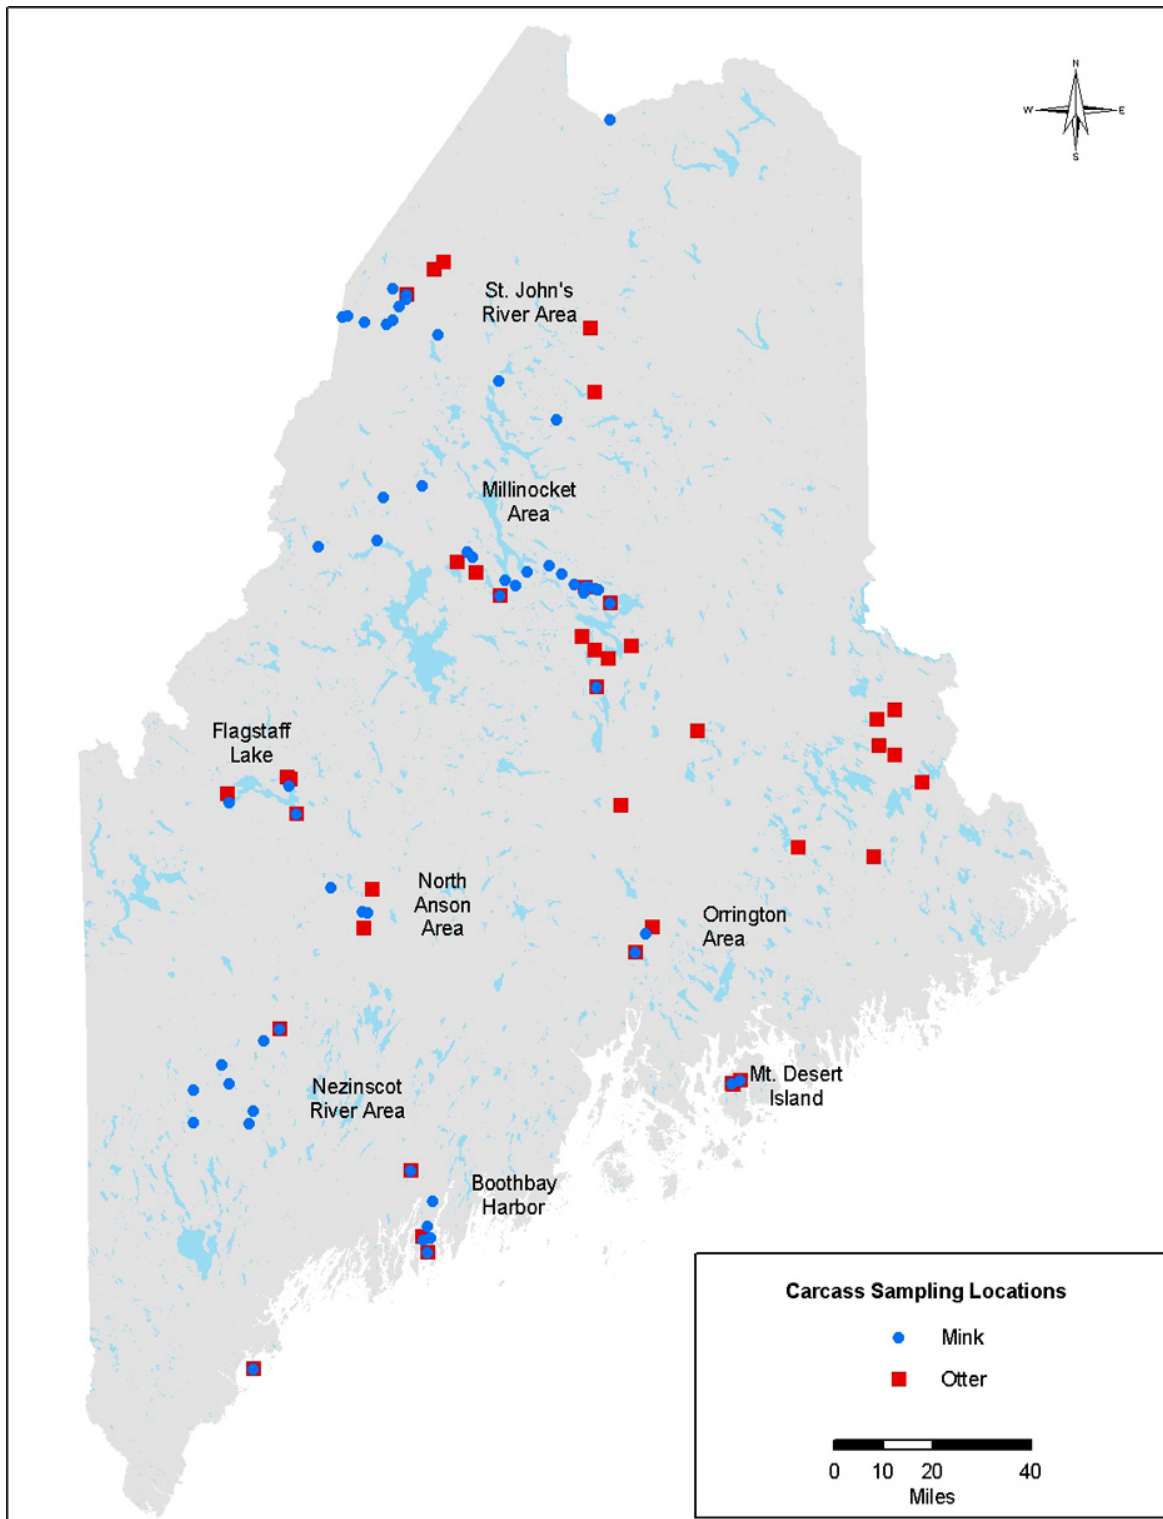 N
W
E
S
St. John's
River Area
Millinocket
Area
Flagstaff
Lake
North
Anson
Area
Orrington
Area
Mt. Desert
Island
Nezinscot
River Area
Boothbay
Harbor
Carcass Sampling Locations
Mink
Otter
0 10 20 40
Miles